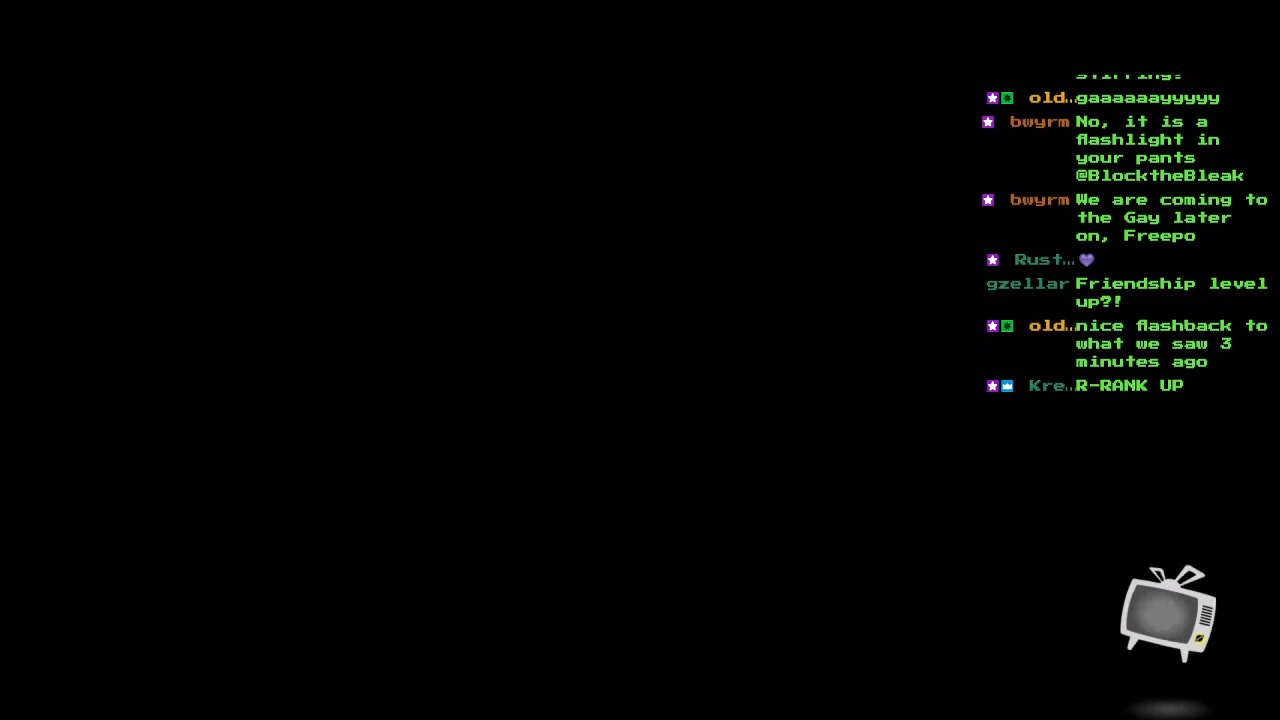 stirring!
old..gaaaaaayyyyy
bwyrm No, it is a
flashlight in
your pants
@BlocktheBleak
bwyrm We are coming to
the Gay later
on, Freepo
Rust…
gzellar Friendship level
up?!
old..nice flashback to
what we saw 3
minutes ago
Kre..R-RANK UP